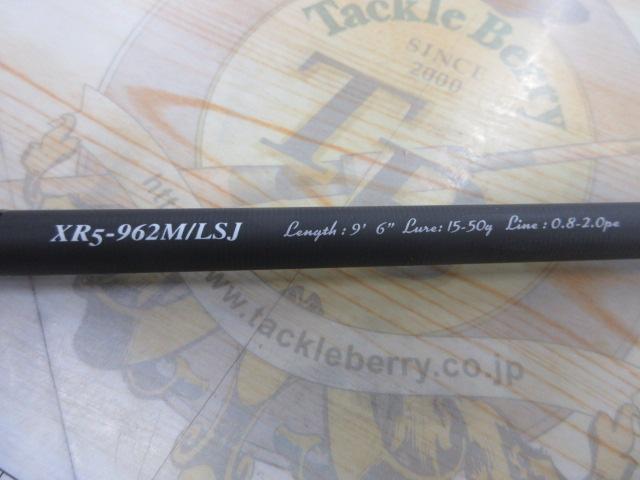 Tackle Berry
SINCE
2000
TB
XR5-962M/LSJ Length : 9' 6" Lure: 15-50g Line : 0.8-2.0pe
www.tackleberry.co.jp